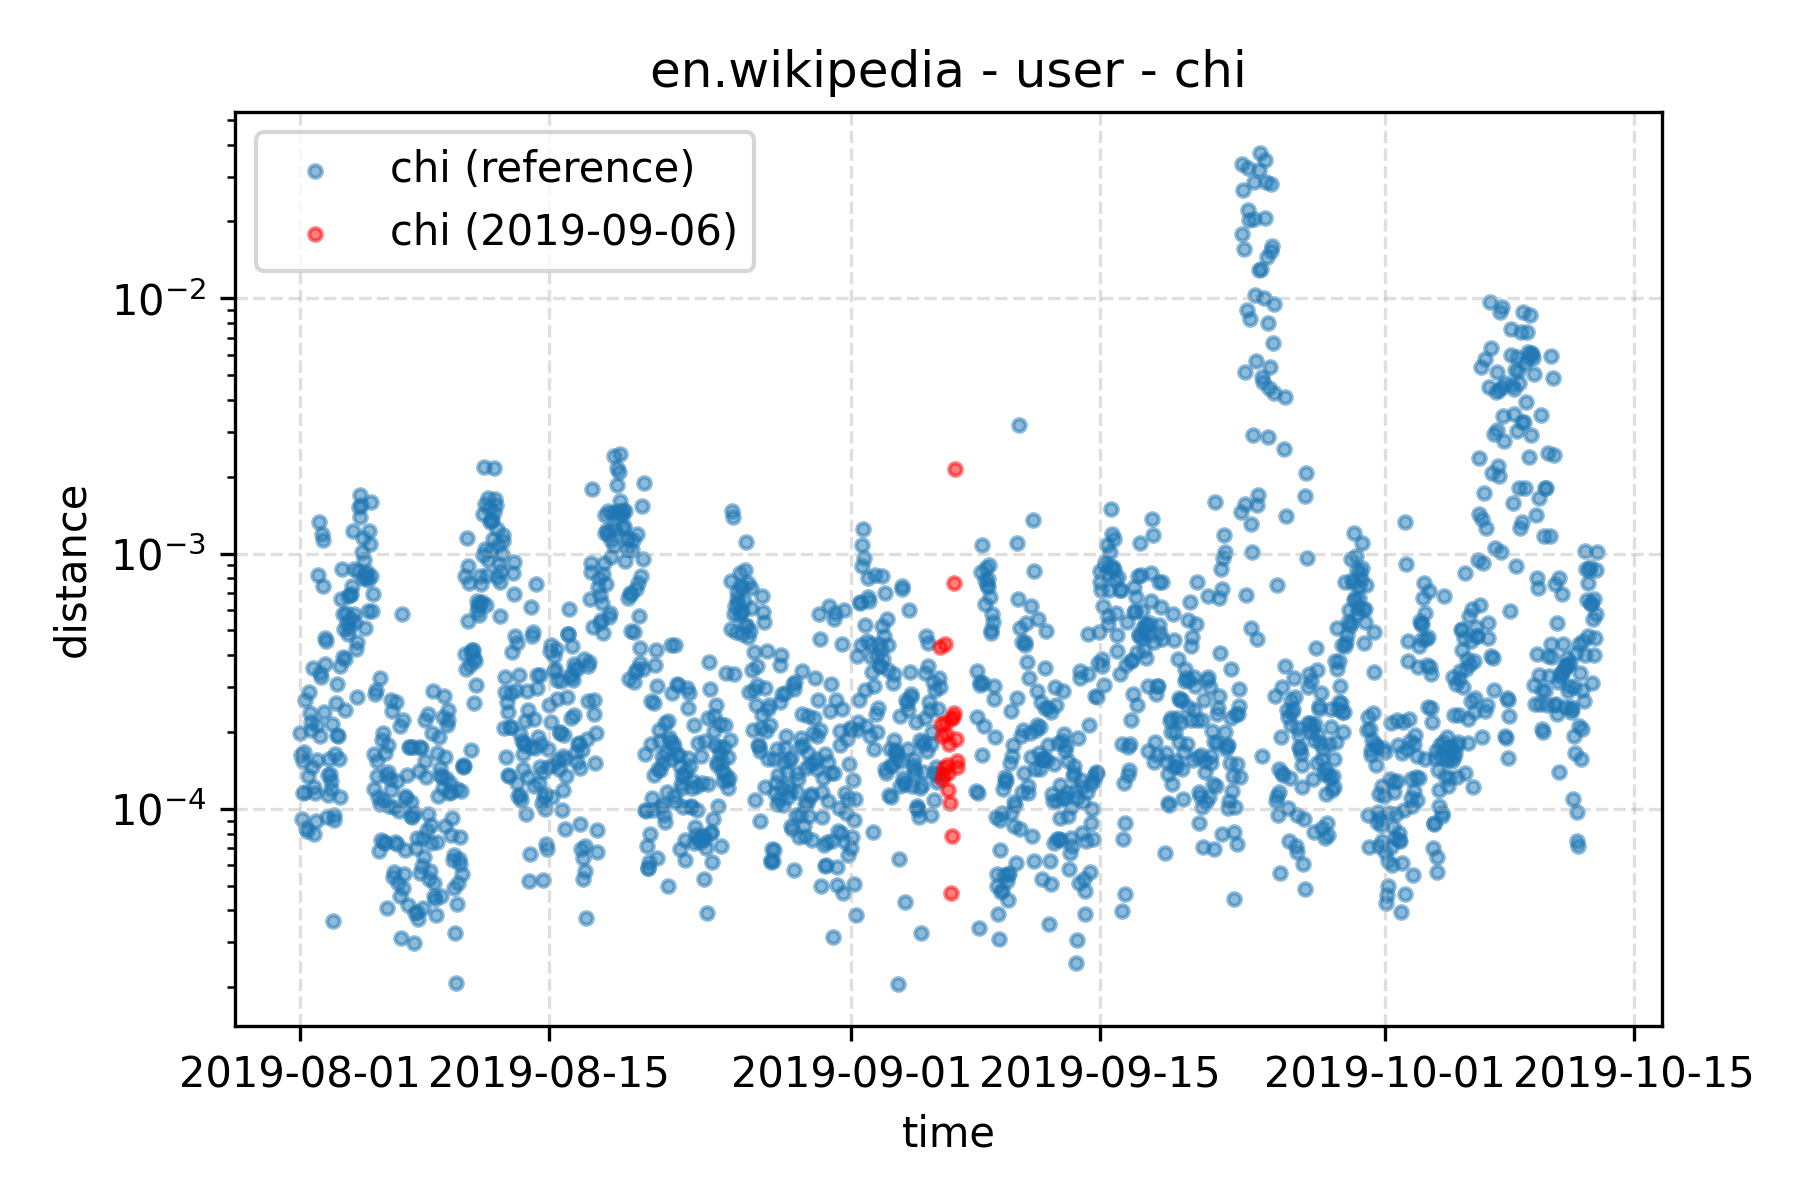 en.wikipedia - user - chi
chi (reference)
chi (2019-09-06)
10⁻²
10⁻³
10⁻⁴
distance
2019-08-01 2019-08-15 2019-09-01 2019-09-15 2019-10-01 2019-10-15
time